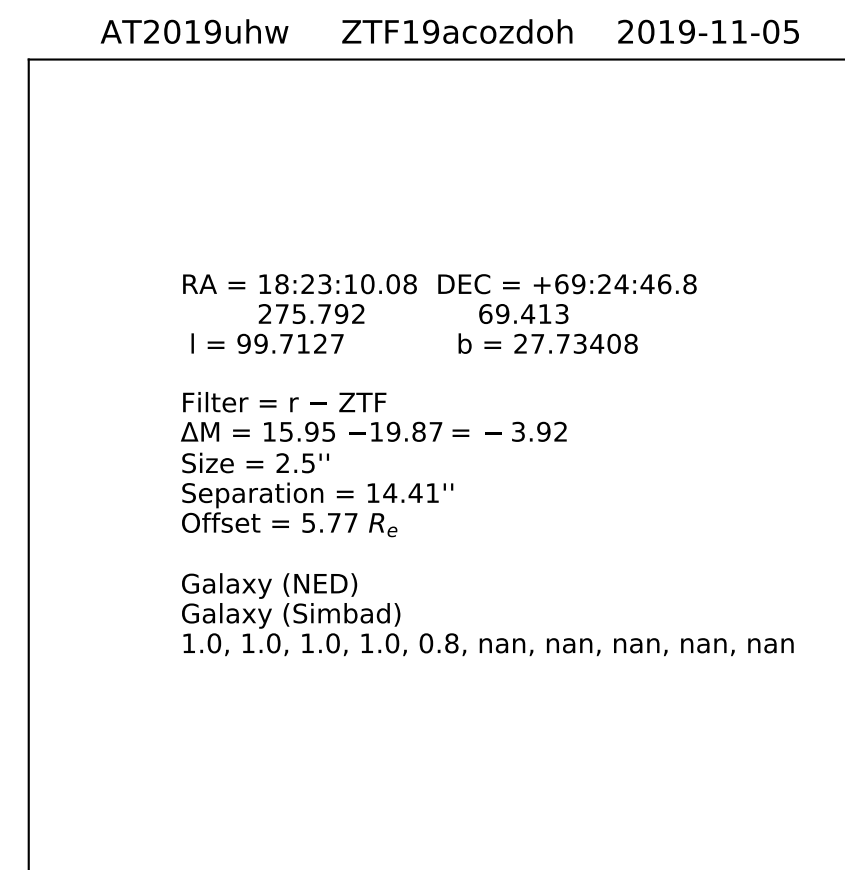 AT2019uhw ZTF19acozdoh 2019-11-05
RA = 18:23:10.08 DEC = +69:24:46.8
275.792 69.413
l = 99.7127 b = 27.73408
Filter = r − ZTF
ΔM = 15.95 −19.87 = − 3.92
Size = 2.5''
Separation = 14.41''
Offset = 5.77 Rₑ
Galaxy (NED)
Galaxy (Simbad)
1.0, 1.0, 1.0, 1.0, 0.8, nan, nan, nan, nan, nan